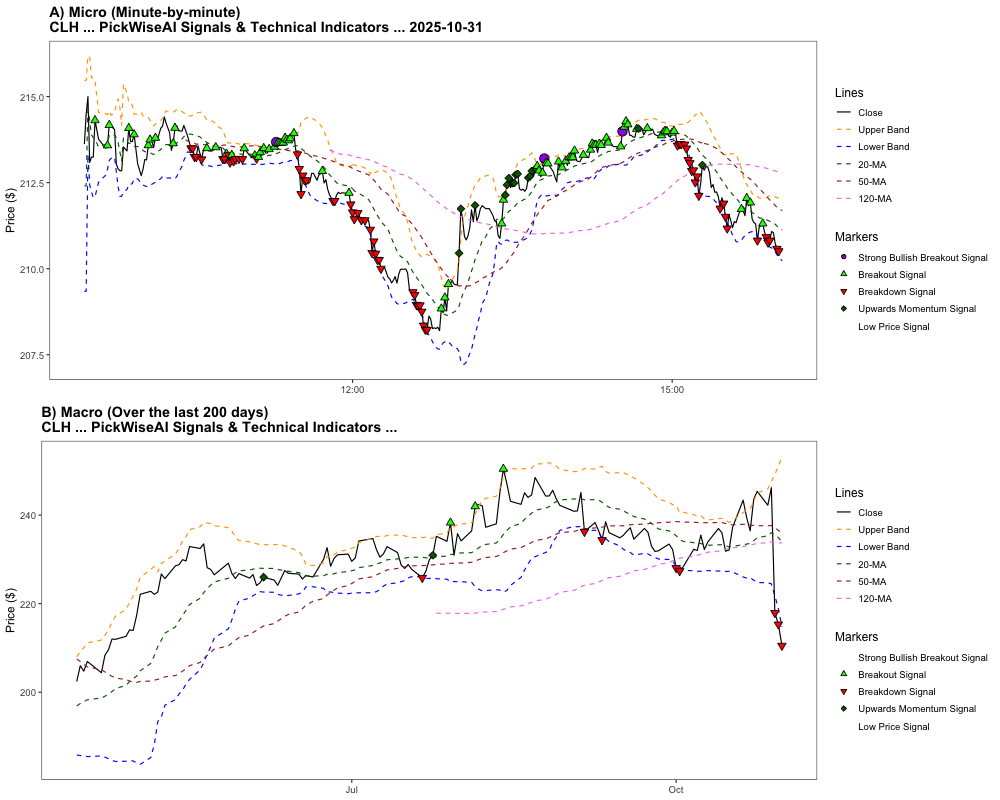 A) Micro (Minute-by-minute)
CLH ... PickWiseAI Signals & Technical Indicators ... 2025-10-31
Price ($)
215.0
212.5
210.0
207.5
12:00
15:00
Lines
Close
Upper Band
Lower Band
20-MA
50-MA
120-MA
Markers
Strong Bullish Breakout Signal
Breakout Signal
Breakdown Signal
Upwards Momentum Signal
Low Price Signal
B) Macro (Over the last 200 days)
CLH ... PickWiseAI Signals & Technical Indicators ...
Price ($)
240
220
200
Jul
Oct
Lines
Close
Upper Band
Lower Band
20-MA
50-MA
120-MA
Markers
Strong Bullish Breakout Signal
Breakout Signal
Breakdown Signal
Upwards Momentum Signal
Low Price Signal